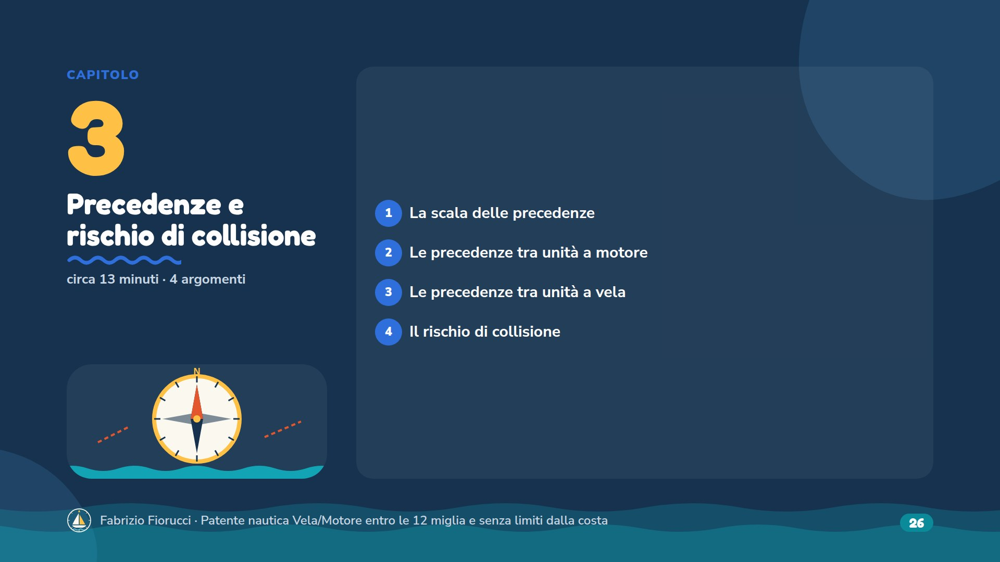 CAPITOLO
3
Precedenze e
rischio di collisione
circa 13 minuti · 4 argomenti
1 La scala delle precedenze
2 Le precedenze tra unità a motore
3 Le precedenze tra unità a vela
4 Il rischio di collisione
N
Fabrizio Fiorucci · Patente nautica Vela/Motore entro le 12 miglia e senza limiti dalla costa
26